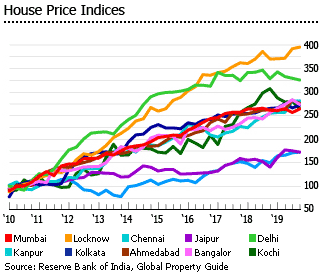 House Price Indices
400
350
300
250
200
150
100
50
'10 '11 '12 '13 '14 '15 '16 '17 '18 '19
Mumbai Locknow Chennai Jaipur Delhi
Kanpur Kolkata Ahmedabad Bangalor Kochi
Source: Reserve Bank of India, Global Property Guide